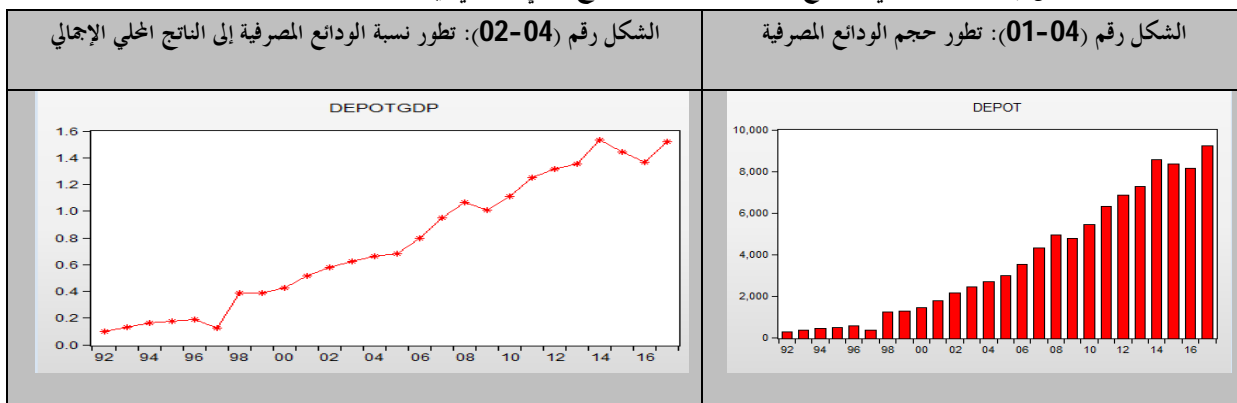 الشكل رقم (04-01): تطور حجم الودائع المصرفية
الشكل رقم (04-02): تطور نسبة الودائع المصرفية إلى الناتج المحلي الإجمالي
DEPOT
10,000
8,000
6,000
4,000
2,000
0
92 94 96 98 00 02 04 06 08 10 12 14 16
DEPOTGDP
1.6
1.4
1.2
1.0
0.8
0.6
0.4
0.2
0.0
92 94 96 98 00 02 04 06 08 10 12 14 16